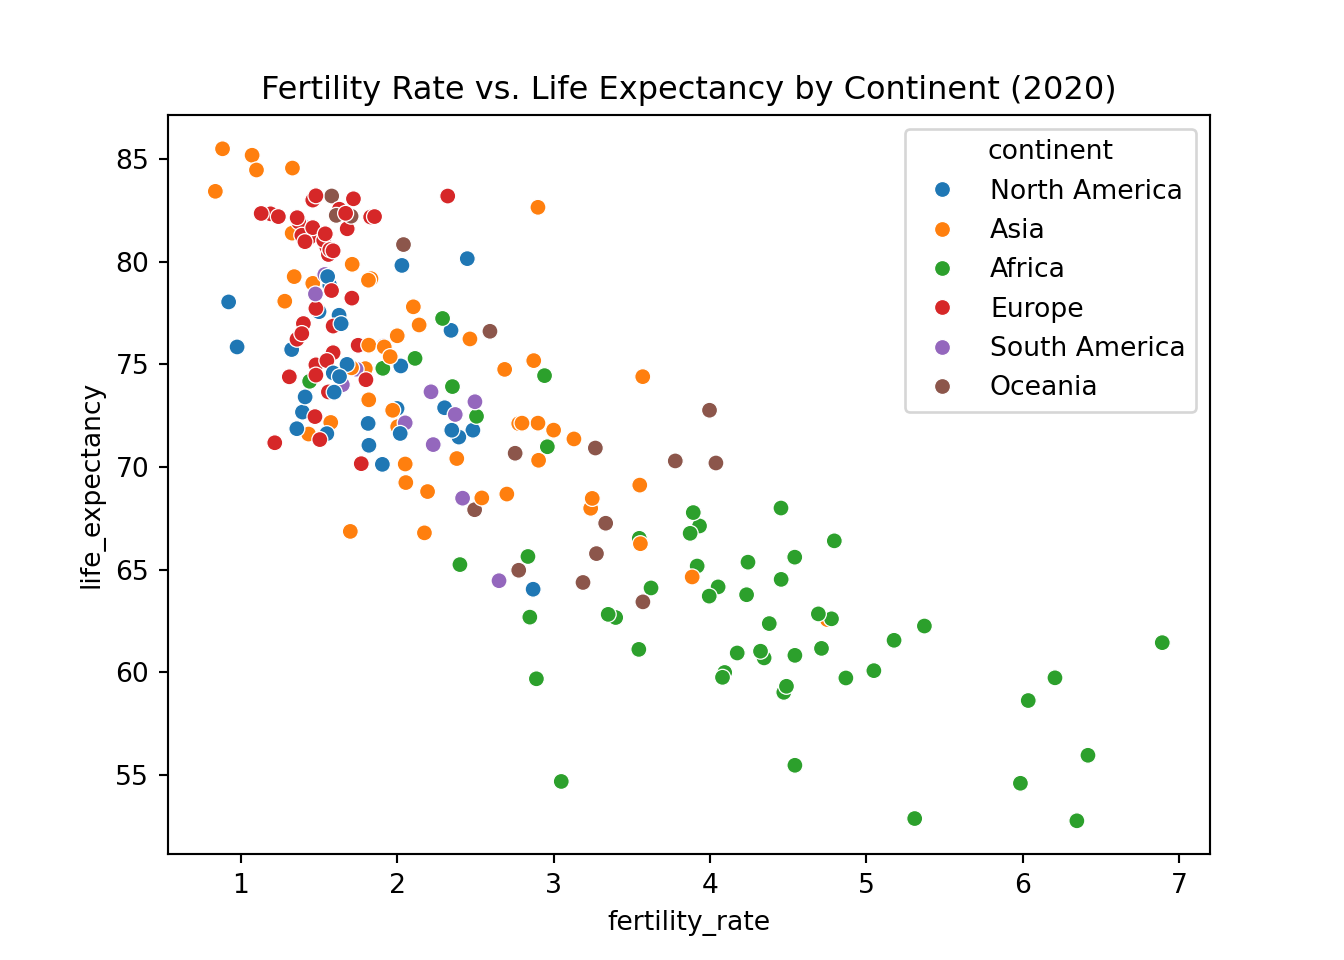 Fertility Rate vs. Life Expectancy by Continent (2020)
continent
North America
Asia
Africa
Europe
South America
Oceania
85
80
75
70
65
60
55
life_expectancy
1 2 3 4 5 6 7
fertility_rate